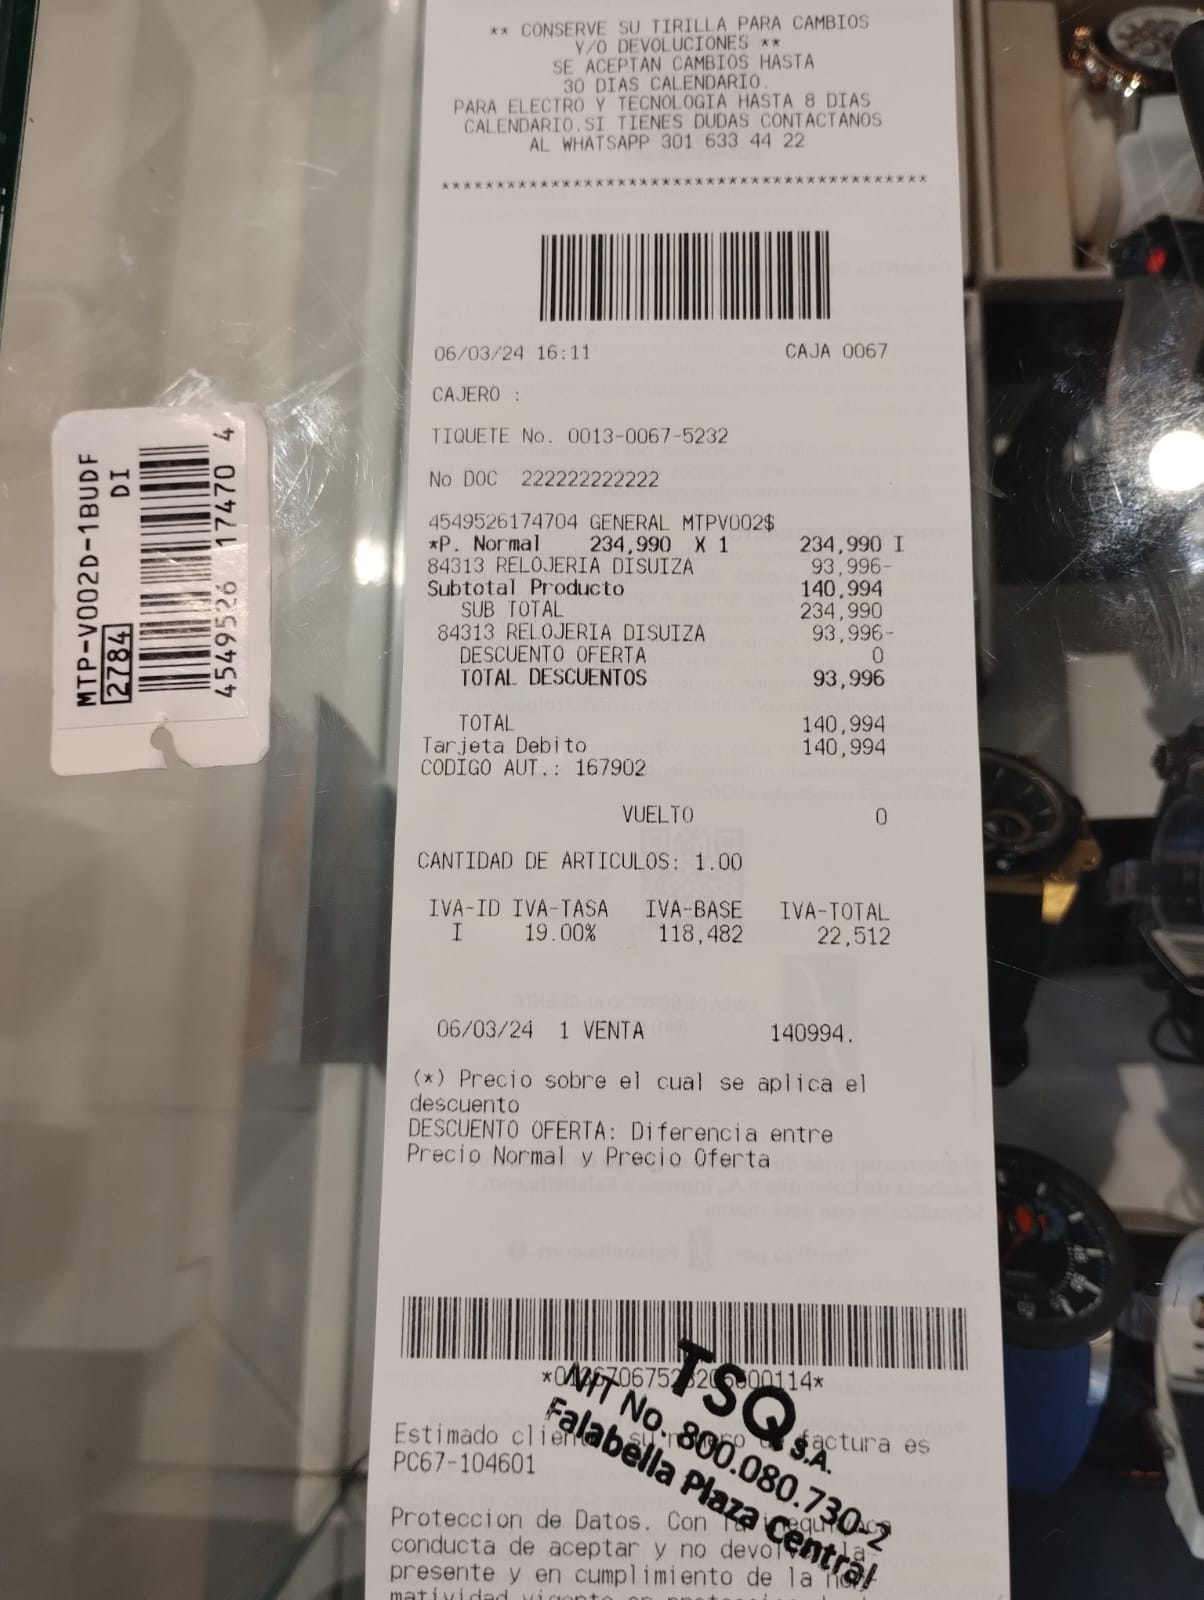 ** CONSERVE SU TIRILLA PARA CAMBIOS
Y/O DEVOLUCIONES **
SE ACEPTAN CAMBIOS HASTA
30 DIAS CALENDARIO.
PARA ELECTRO Y TECNOLOGIA HASTA 8 DIAS
CALENDARIO.SI TIENES DUDAS CONTACTANOS
AL WHATSAPP 301 633 44 22
********************************************
06/03/24 16:11 CAJA 0067
CAJERO :
TIQUETE No. 0013-0067-5232
No DOC 222222222222
4549526174704 GENERAL MTPV002$
*P. Normal 234,990 X 1 234,990 I
84313 RELOJERIA DISUIZA 93,996-
Subtotal Producto 140,994
SUB TOTAL 234,990
84313 RELOJERIA DISUIZA 93,996-
DESCUENTO OFERTA 0
TOTAL DESCUENTOS 93,996
TOTAL 140,994
Tarjeta Debito 140,994
CODIGO AUT.: 167902
VUELTO 0
CANTIDAD DE ARTICULOS: 1.00
IVA-ID IVA-TASA IVA-BASE IVA-TOTAL
I 19.00% 118,482 22,512
06/03/24 1 VENTA 140994.
(*) Precio sobre el cual se aplica el
descuento
DESCUENTO OFERTA: Diferencia entre
Precio Normal y Precio Oferta
Estimado cliente su numero de factura es
PC67-104601
Proteccion de Datos. Con
conducta de aceptar y no devolver la
presente y en cumplimiento de la
TSQ S.A.
NIT No. 800.080.730-2
Falabella Plaza Central
MTP-V002D-1BUDF
DI
2784
4549526 17470 4